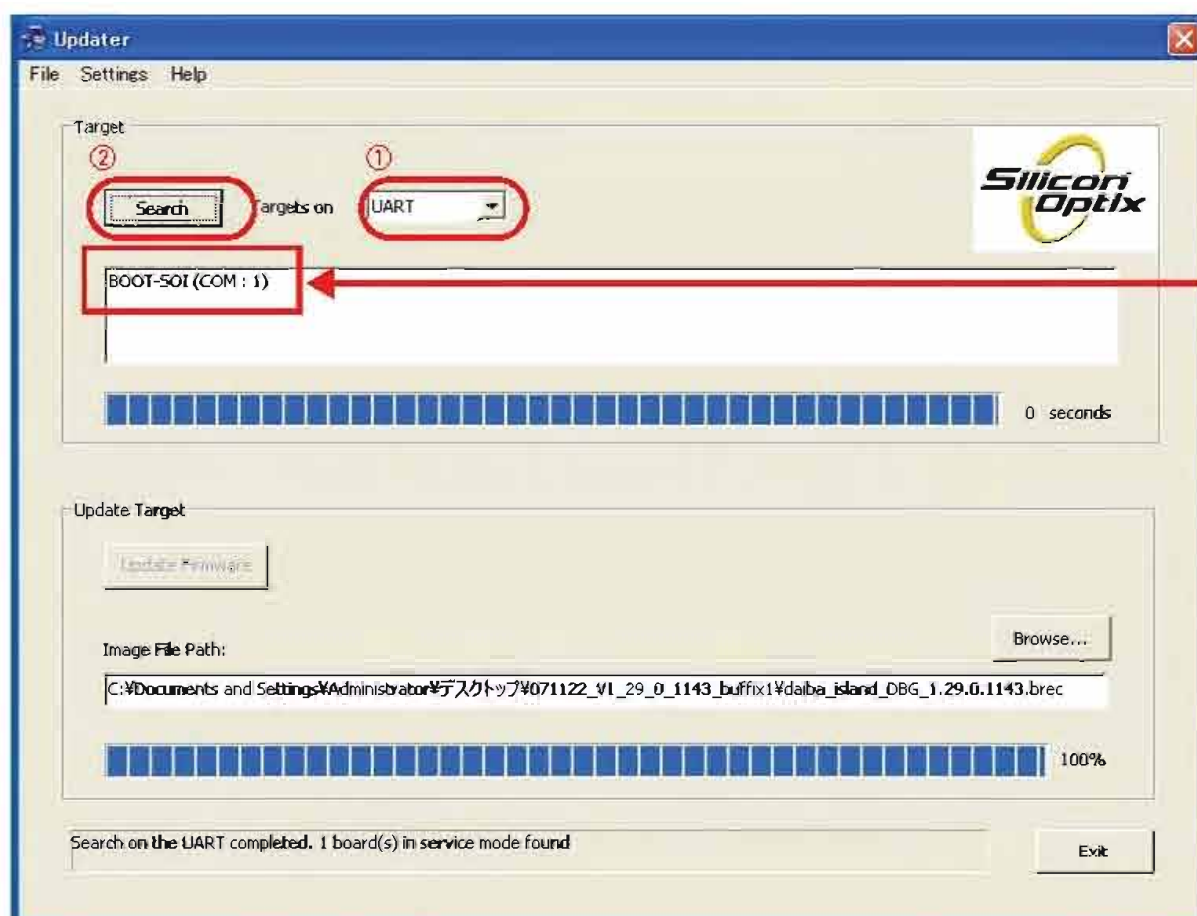 Updater
File Settings Help
Target
②
①
Search Targets on UART
Silicon
Optix
BOOT-SOI (COM : 1)
0 seconds
Update Target
Update Firmware
Browse...
Image File Path:
C:¥Documents and Settings¥Administrator¥デスクトップ¥071122_V1_29_0_1143_buffix1¥daiba_island_DBG_1.29.0.1143.brec
100%
Search on the UART completed. 1 board(s) in service mode found
Exit